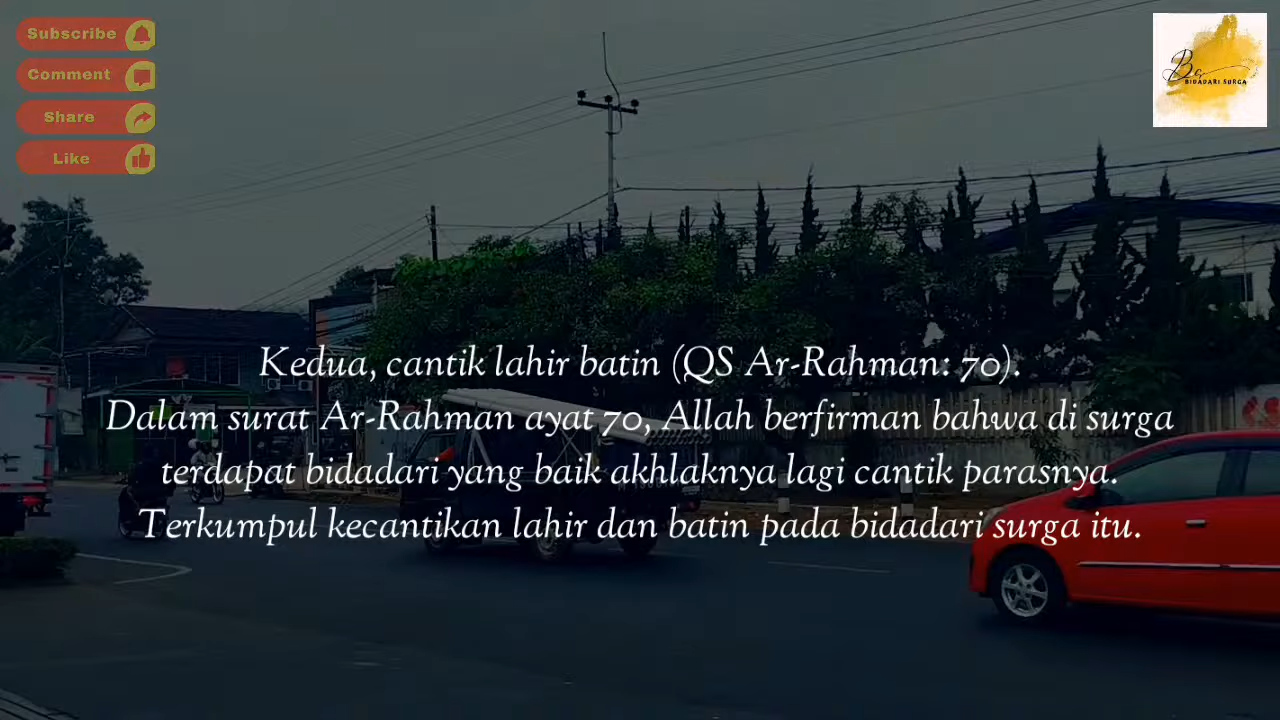 Subscribe
Comment
Share
Like
BIDADARI SURGA
Kedua, cantik lahir batin (QS Ar-Rahman: 70).
Dalam surat Ar-Rahman ayat 70, Allah berfirman bahwa di surga
terdapat bidadari yang baik akhlaknya lagi cantik parasnya.
Terkumpul kecantikan lahir dan batin pada bidadari surga itu.